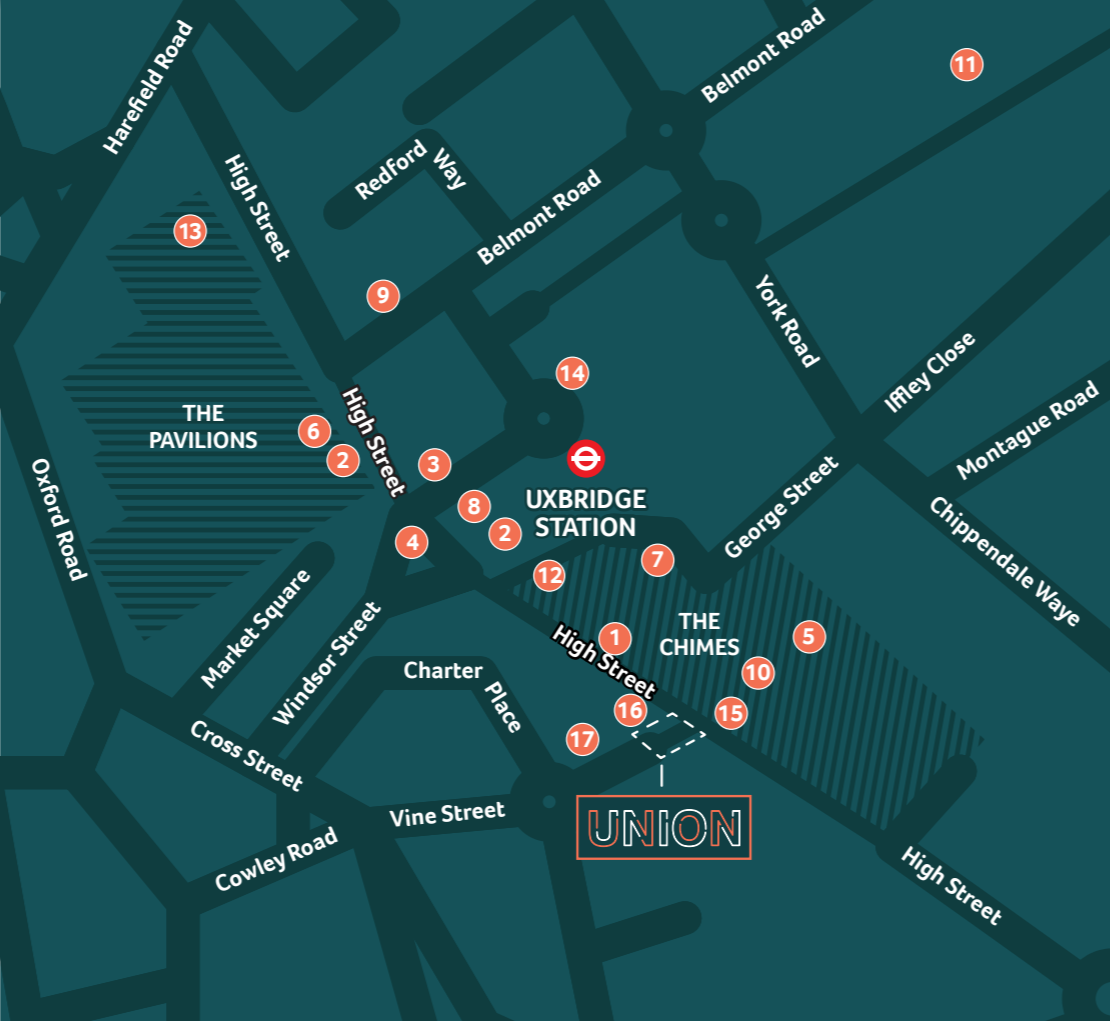 Belmont Road
Harefield Road
11
High Street
Redford
Way
13
Belmont Road
9
York Road
Iffley Close
14
THE
PAVILIONS
High Street
6
2
3
Montague Road
Oxford Road
8
UXBRIDGE
STATION
George Street
2
4
Chippendale Waye
7
12
Market Square
Windsor Street
1
High Street
THE
CHIMES
5
10
Charter
Place
16
15
17
Cross Street
Vine Street
UNION
Cowley Road
High Street